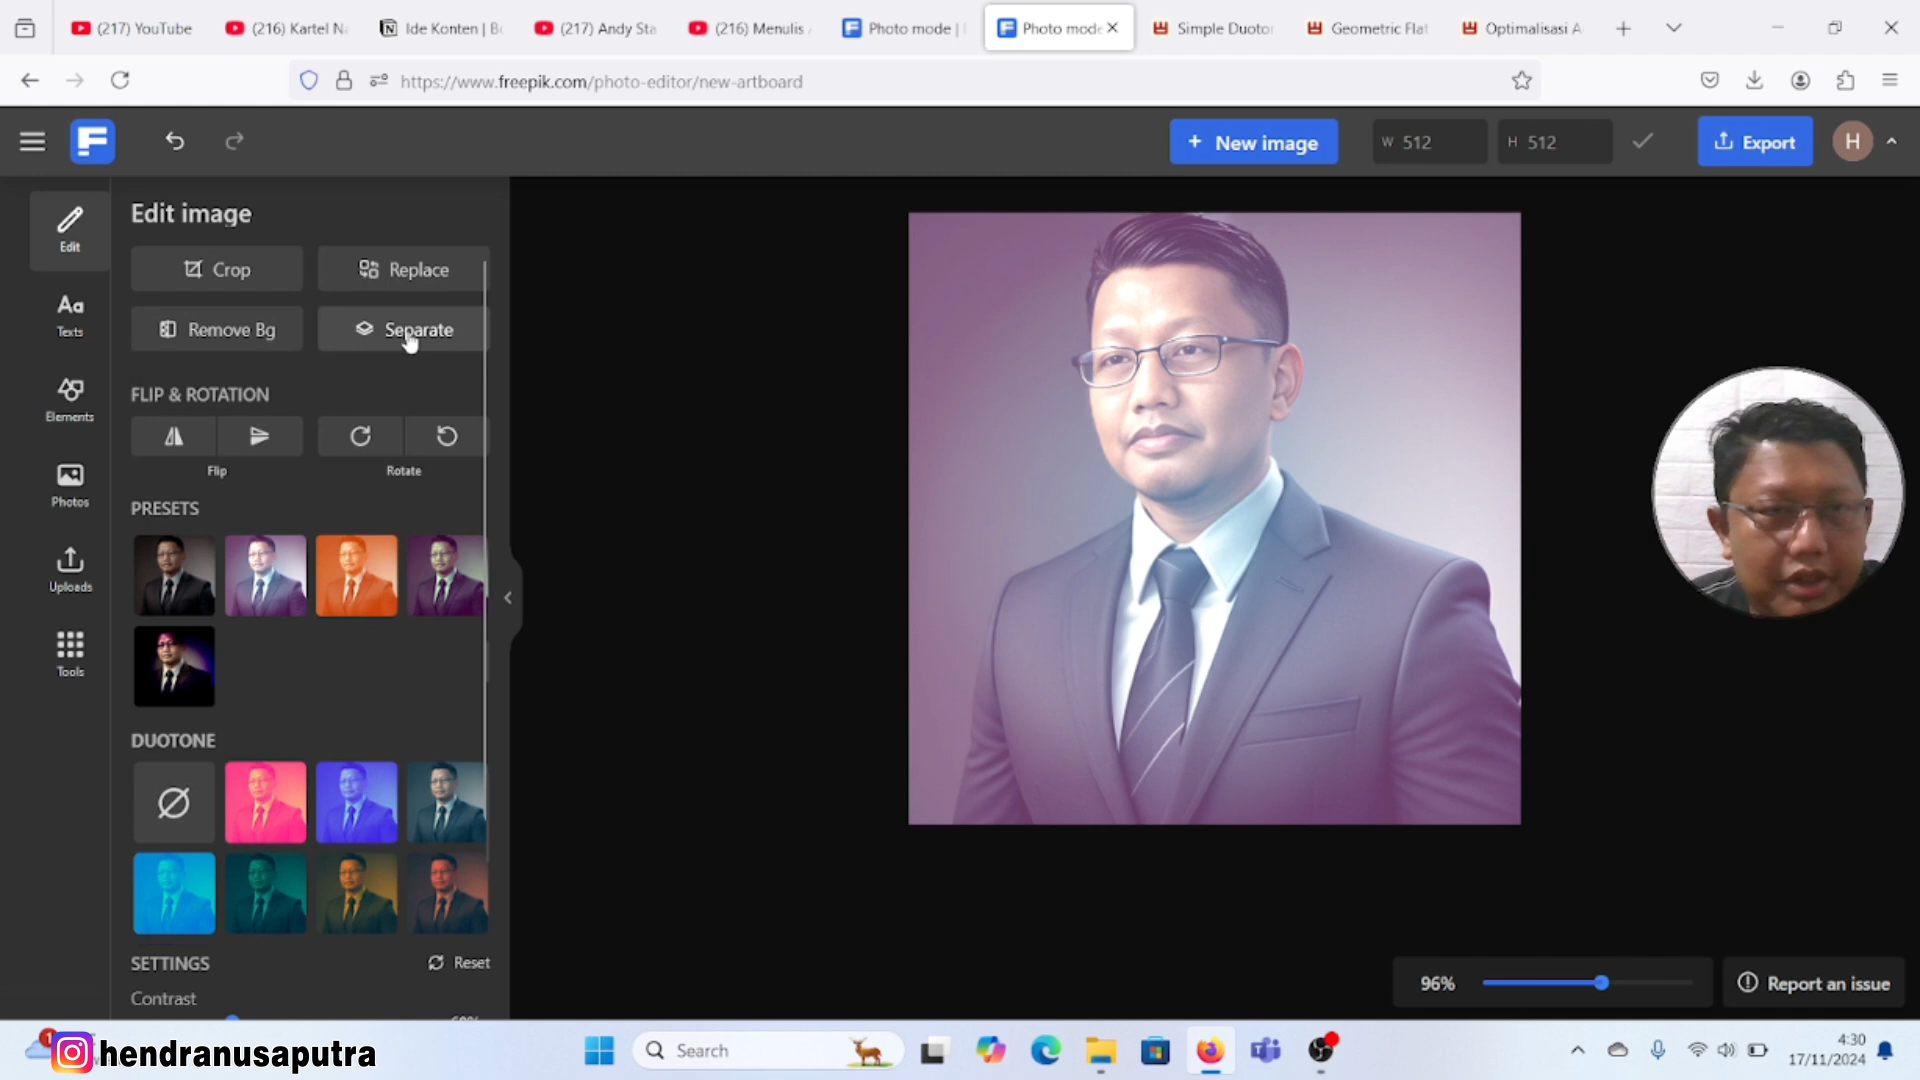 (217) YouTube
(216) Kartel Na
Ide Konten | Bo
(217) Andy Sta
(216) Menulis
Photo mode |
Photo mode
Simple Duoton
Geometric Flat
Optimalisasi A
https://www.freepik.com/photo-editor/new-artboard
+ New image
W 512
H 512
Export
H
Edit
Texts
Elements
Photos
Uploads
Tools
Edit image
Crop
Replace
Remove Bg
Separate
FLIP & ROTATION
Flip
Rotate
PRESETS
DUOTONE
SETTINGS
Reset
Contrast
96%
Report an issue
hendranusaputra
Search
4:30
17/11/2024